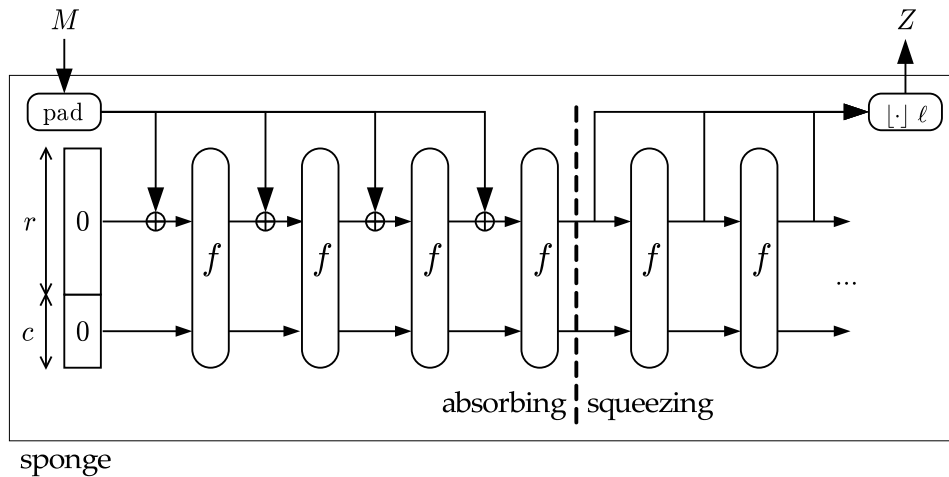 M Z
pad ⌊·⌋ ℓ
r 0
f f f f f f
...
c 0
absorbing squeezing
sponge